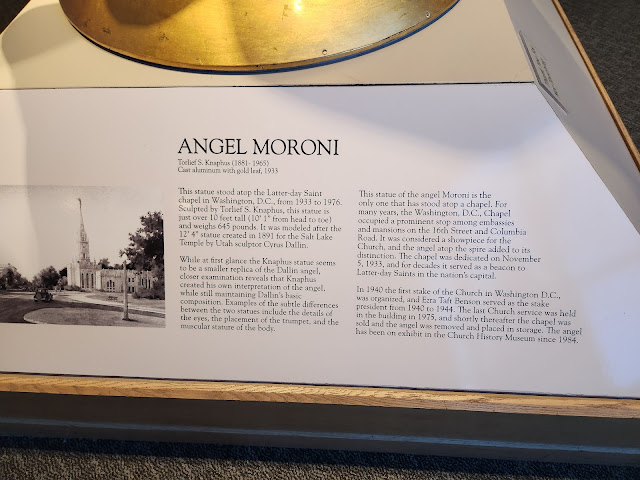 ANGEL MORONI
Torlief S. Knaphus (1881- 1965)
Cast aluminum with gold leaf, 1933
This statue stood atop the Latter-day Saint
chapel in Washington, D.C., from 1933 to 1976.
Sculpted by Torlief S. Knaphus, this statue is
just over 10 feet tall (10' 1" from head to toe)
and weighs 645 pounds. It was modeled after the
12' 4" statue created in 1891 for the Salt Lake
Temple by Utah sculptor Cyrus Dallin.
While at first glance the Knaphus statue seems
to be a smaller replica of the Dallin angel,
closer examination reveals that Knaphus
created his own interpretation of the angel,
while still maintaining Dallin's basic
composition. Examples of the subtle differences
between the two statues include the details of
the eyes, the placement of the trumpet, and the
muscular stature of the body.
This statue of the angel Moroni is the
only one that has stood atop a chapel. For
many years, the Washington, D.C., Chapel
occupied a prominent stop among embassies
and mansions on the 16th Street and Columbia
Road. It was considered a showpiece for the
Church, and the angel atop the spire added to its
distinction. The chapel was dedicated on November
5, 1933, and for decades it served as a beacon to
Latter-day Saints in the nation's capital.
In 1940 the first stake of the Church in Washington D.C.,
was organized, and Ezra Taft Benson served as the stake
president from 1940 to 1944. The last Church service was held
in the building in 1975, and shortly thereafter the chapel was
sold and the angel was removed and placed in storage. The angel
has been on exhibit in the Church History Museum since 1984.